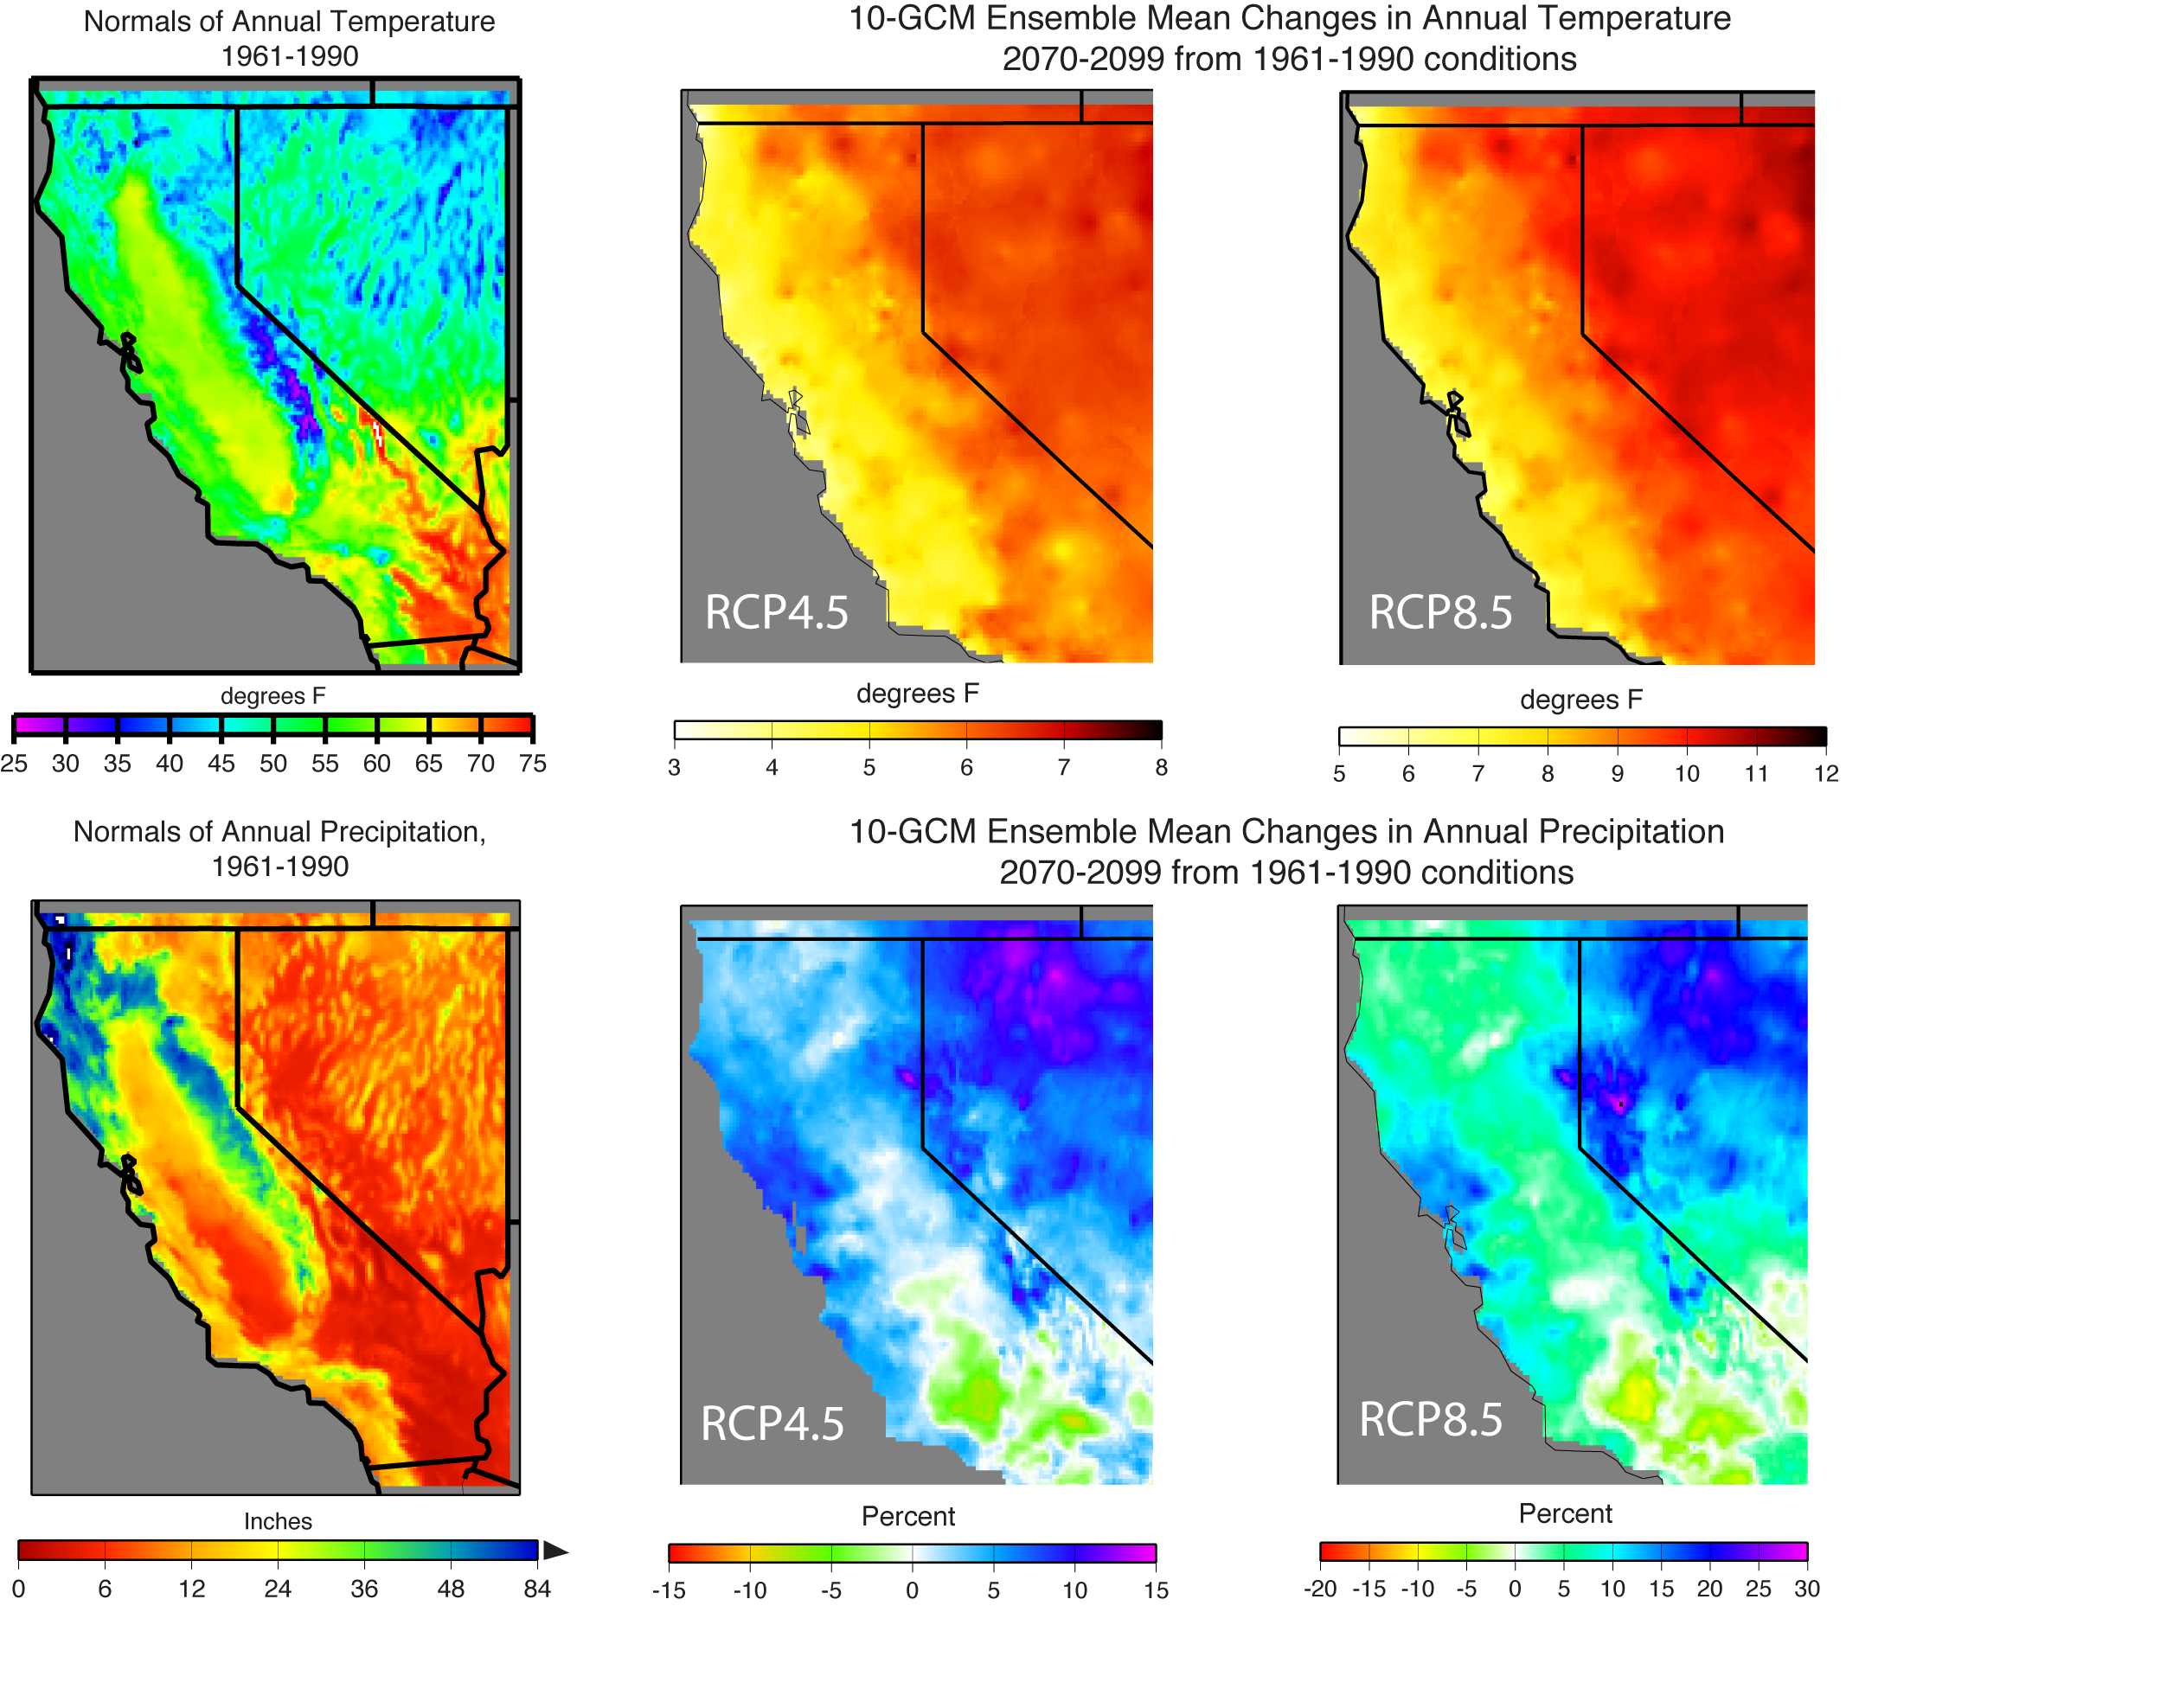 Normals of Annual Temperature
1961-1990
10-GCM Ensemble Mean Changes in Annual Temperature
2070-2099 from 1961-1990 conditions
RCP4.5
RCP8.5
degrees F
25 30 35 40 45 50 55 60 65 70 75
degrees F
3 4 5 6 7 8
degrees F
5 6 7 8 9 10 11 12
Normals of Annual Precipitation,
1961-1990
10-GCM Ensemble Mean Changes in Annual Precipitation
2070-2099 from 1961-1990 conditions
RCP4.5
RCP8.5
Inches
0 6 12 24 36 48 84
Percent
-15 -10 -5 0 5 10 15
Percent
-20 -15 -10 -5 0 5 10 15 20 25 30